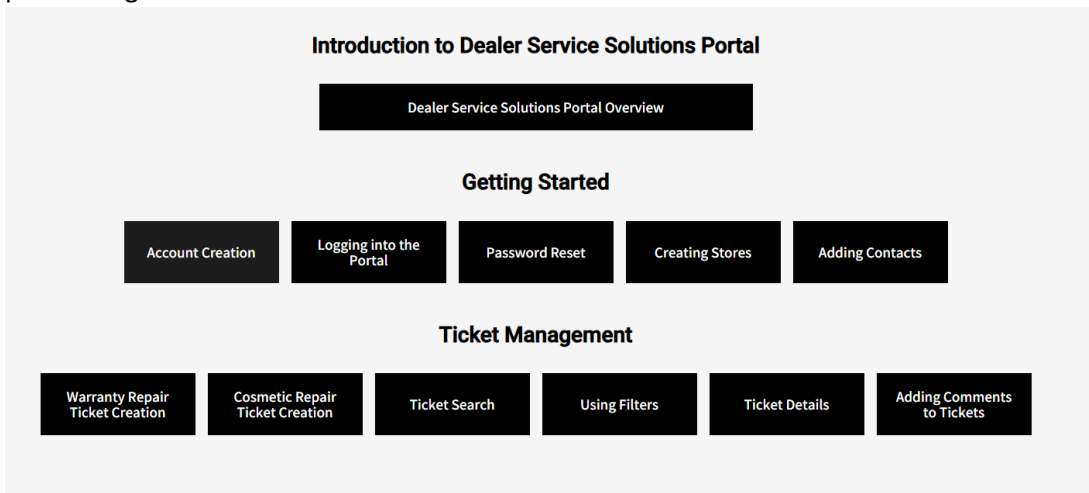 Introduction to Dealer Service Solutions Portal
Dealer Service Solutions Portal Overview
Getting Started
Account Creation
Logging into the
Portal
Password Reset
Creating Stores
Adding Contacts
Ticket Management
Warranty Repair
Ticket Creation
Cosmetic Repair
Ticket Creation
Ticket Search
Using Filters
Ticket Details
Adding Comments
to Tickets